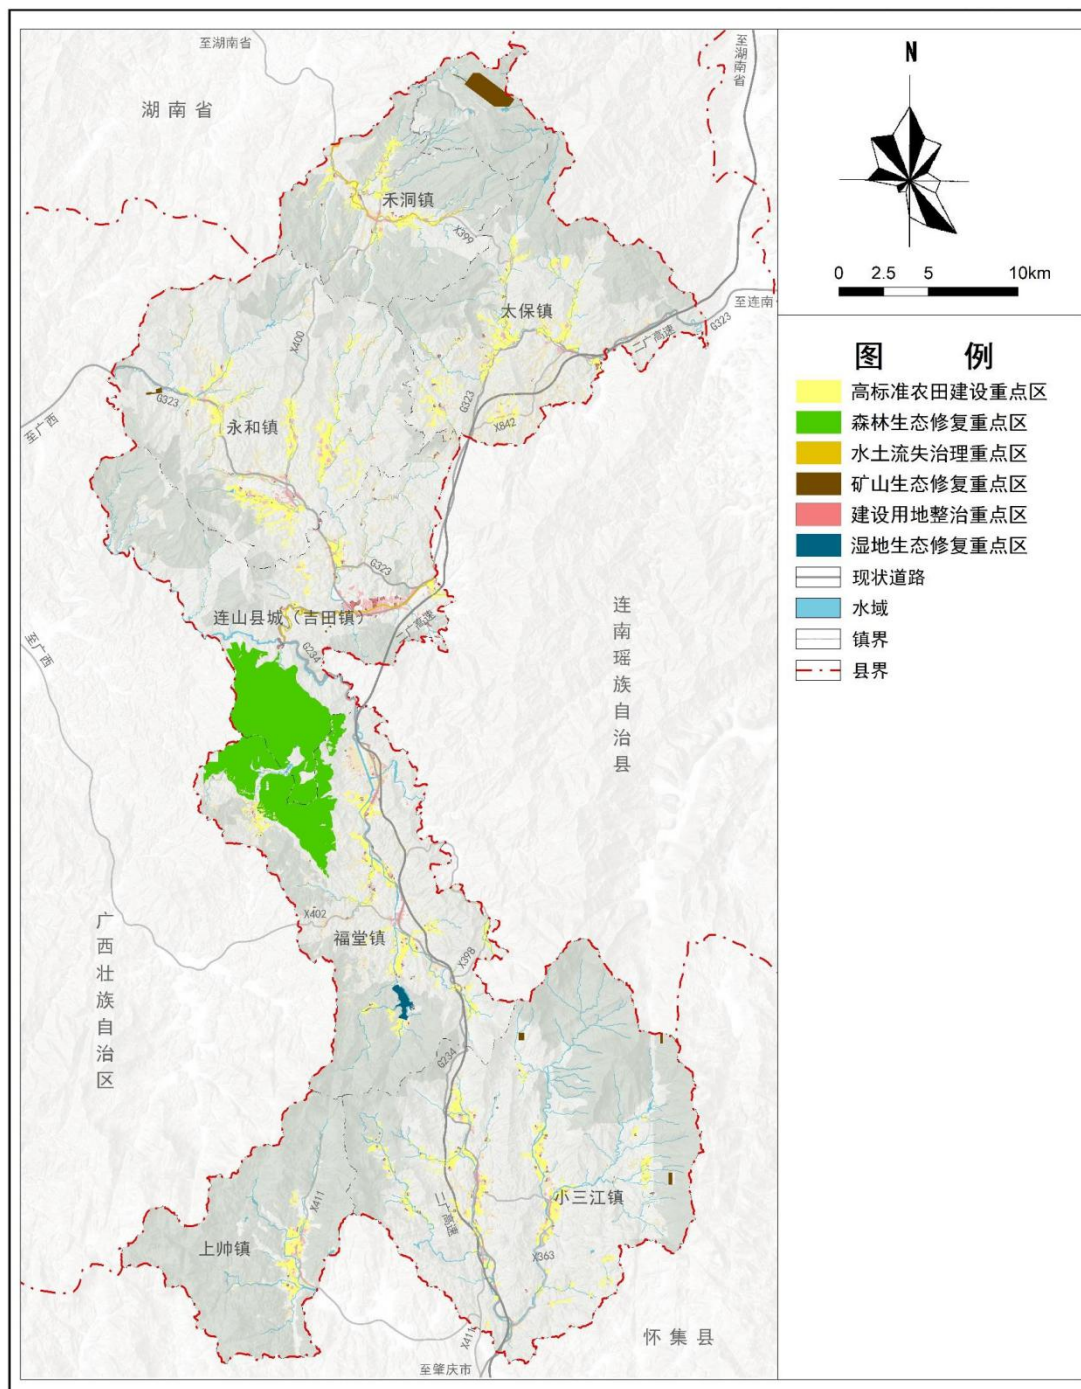 至湖南省
至湖南省
湖南省
N
禾洞镇
X399
0 2.5 5 10km
至连南
G323
太保镇
二广高速
X400
图 例
高标准农田建设重点区
森林生态修复重点区
水土流失治理重点区
矿山生态修复重点区
建设用地整治重点区
湿地生态修复重点区
现状道路
水域
镇界
县界
G323
G323
至广西
永和镇
X842
G323
连山县城（吉田镇）
二广高速
连南瑶族自治县
至广西
G234
广西壮族自治区
X402
福堂镇
X398
G234
小三江镇
X411
二广高速
上帅镇
X363
X411
怀集县
至肇庆市